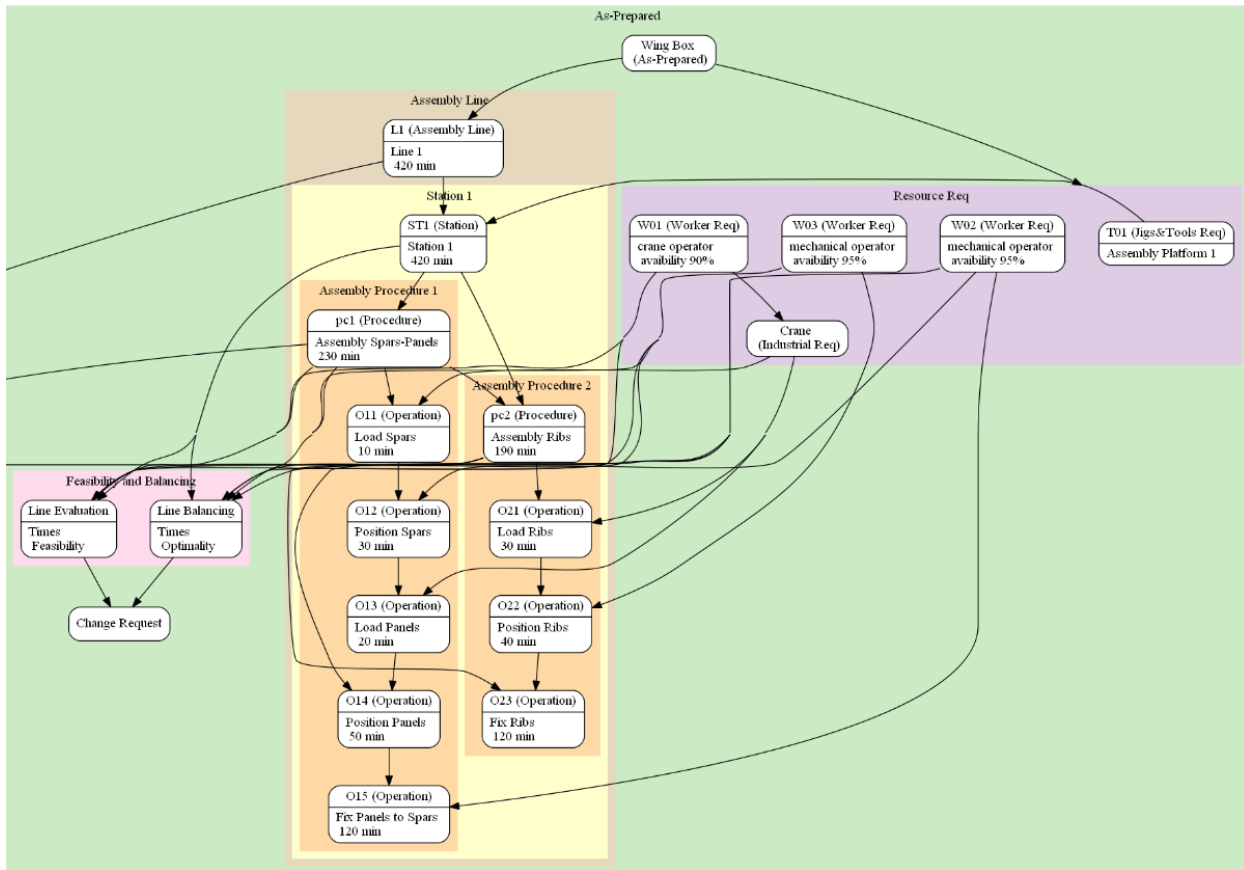 As-Prepared
Wing Box
(As-Prepared)
Assembly Line
L1 (Assembly Line)
Line 1
420 min
Station 1
ST1 (Station)
Station 1
420 min
Resource Req
W01 (Worker Req)
crane operator
avaibility 90%
W03 (Worker Req)
mechanical operator
avaibility 95%
W02 (Worker Req)
mechanical operator
avaibility 95%
T01 (Jigs&Tools Req)
Assembly Platform 1
Crane
(Industrial Req)
Assembly Procedure 1
pc1 (Procedure)
Assembly Spars-Panels
230 min
Assembly Procedure 2
pc2 (Procedure)
Assembly Ribs
190 min
O11 (Operation)
Load Spars
10 min
Feasibility and Balancing
Line Evaluation
Times
Feasibility
Line Balancing
Times
Optimality
Change Request
O12 (Operation)
Position Spars
30 min
O21 (Operation)
Load Ribs
30 min
O13 (Operation)
Load Panels
20 min
O22 (Operation)
Position Ribs
40 min
O14 (Operation)
Position Panels
50 min
O23 (Operation)
Fix Ribs
120 min
O15 (Operation)
Fix Panels to Spars
120 min